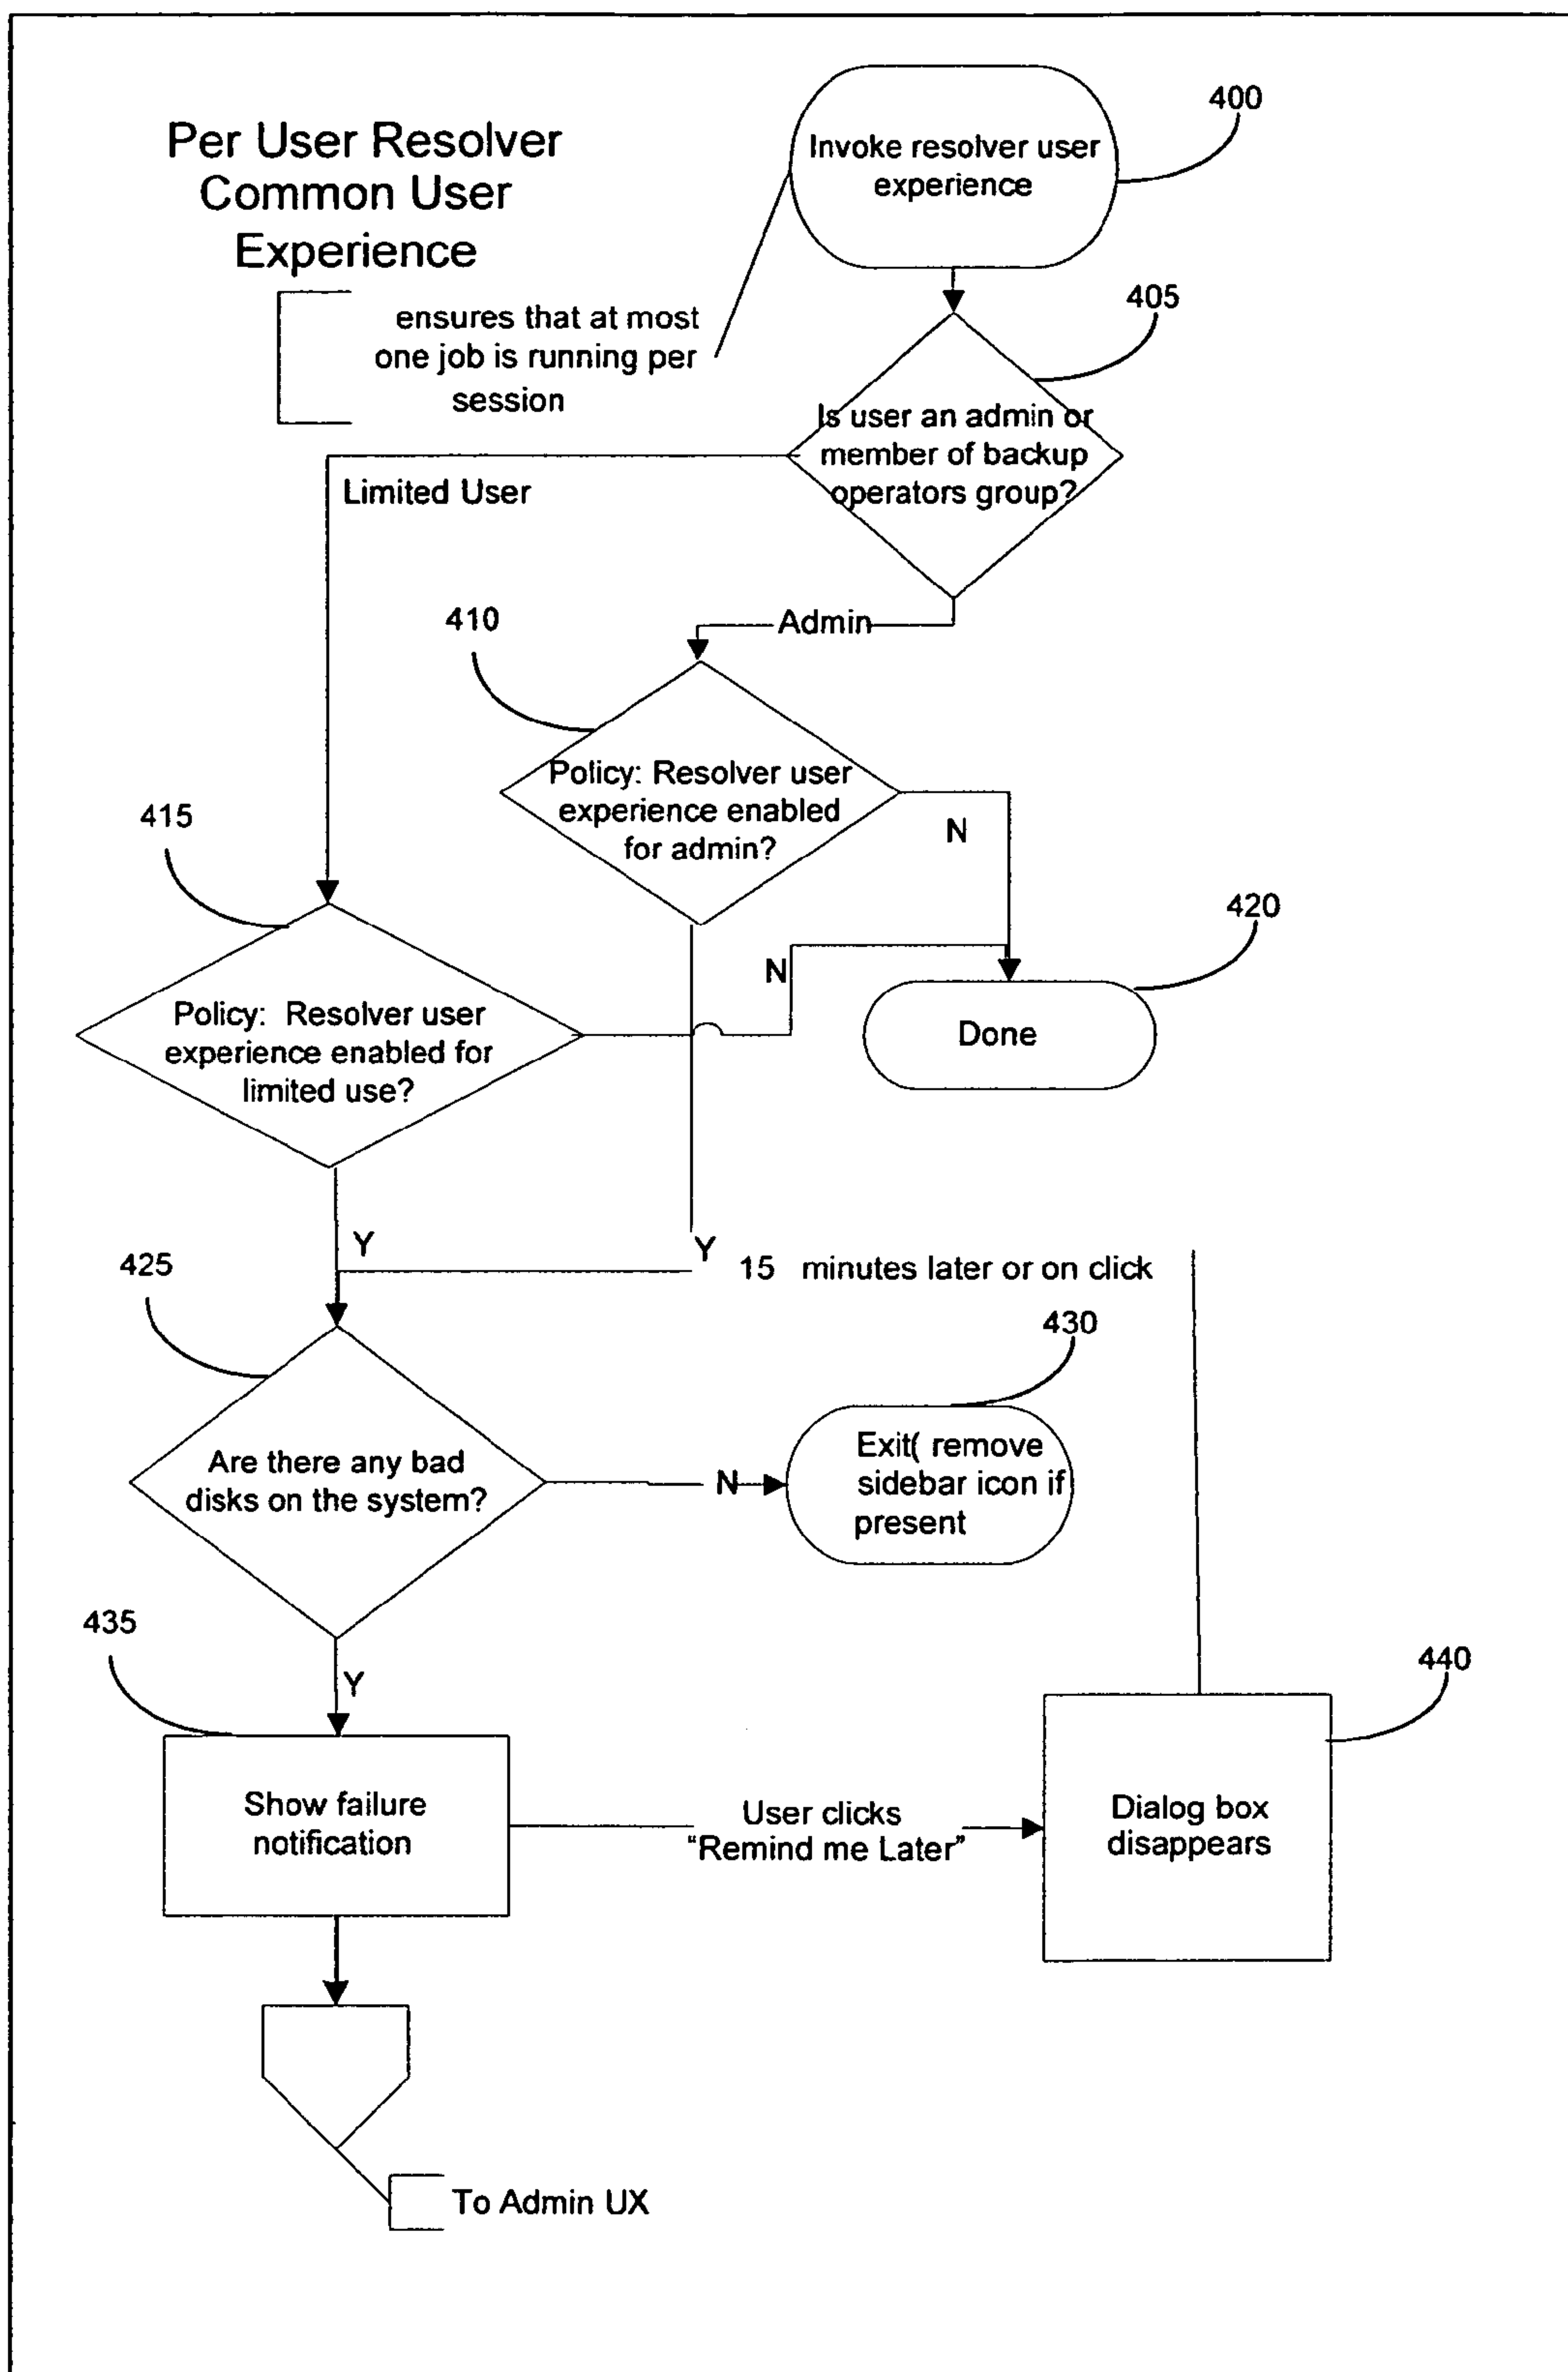 Per User Resolver
Common User
Experience
400
Invoke resolver user
experience
ensures that at most
one job is running per
session
405
Is user an admin or
member of backup
operators group?
Limited User
410
Admin
Policy: Resolver user
experience enabled
for admin?
N
415
420
Policy: Resolver user
experience enabled for
limited use?
N
Done
Y
Y
15 minutes later or on click
425
430
Are there any bad
disks on the system?
N
Exit( remove
sidebar icon if
present
435
Y
440
Show failure
notification
User clicks
“Remind me Later”
Dialog box
disappears
To Admin UX